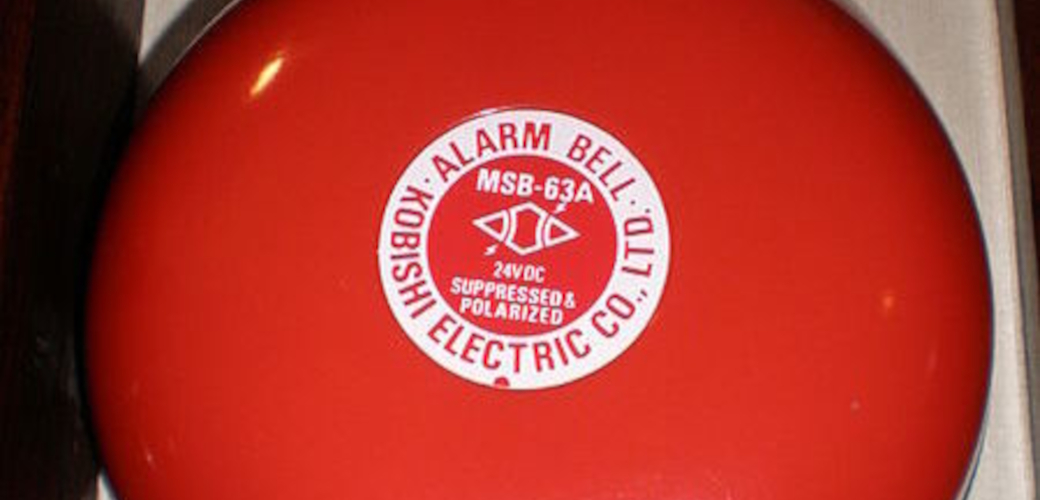 ALARM BELL
MSB-63A
24VDC
SUPPRESSED &
POLARIZED
KOBISHI ELECTRIC CO., LTD.